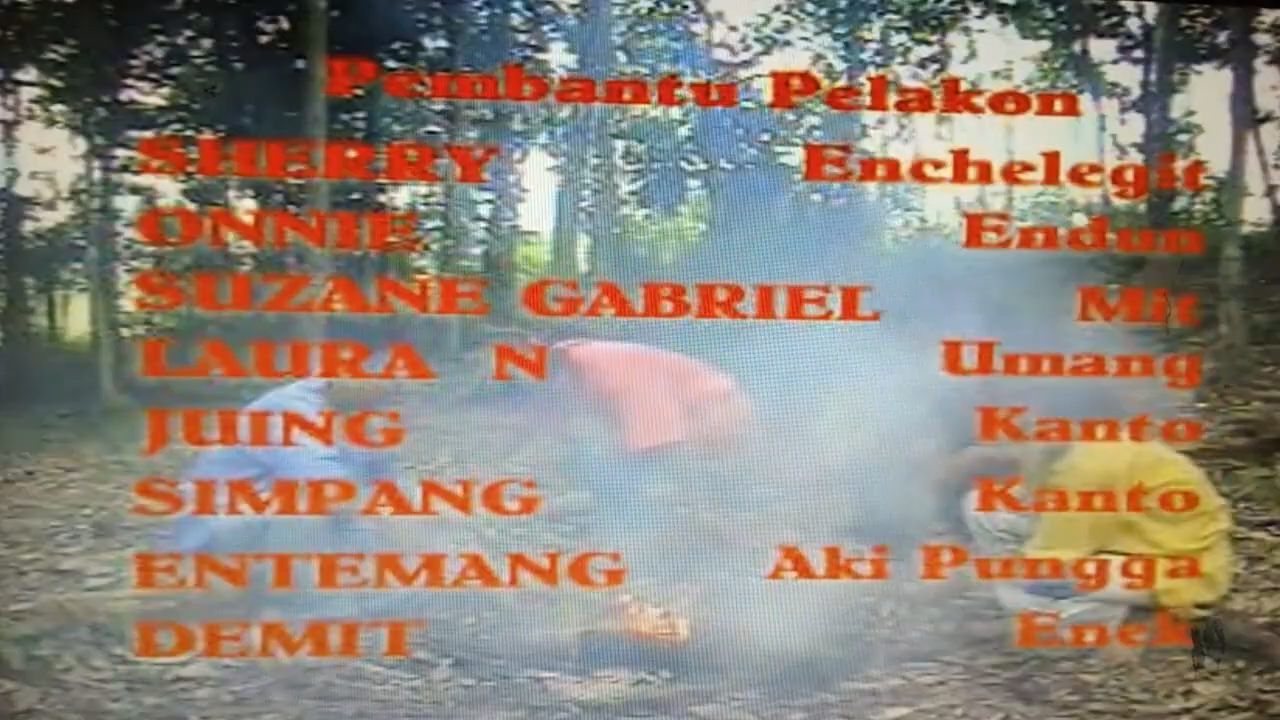 Pembantu Pelakon
SHERRY Enchelegit
ONNIE Endun
SUZANE GABRIEL Mit
LAURA N Umang
JUING Kanto
SIMPANG Kanto
ENTEMANG Aki Pungga
DEMIT Enek